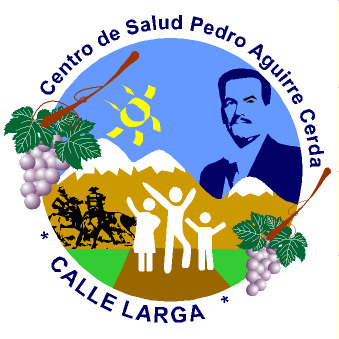 Centro de Salud Pedro Aguirre Cerda
* CALLE LARGA *